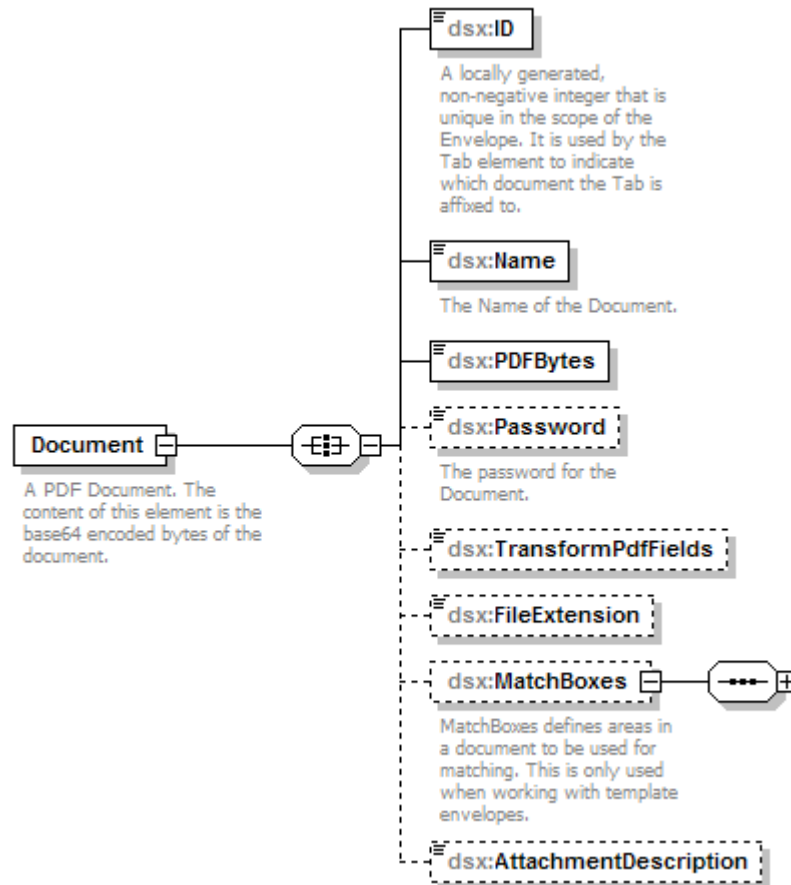 dsx:ID
A locally generated,
non-negative integer that is
unique in the scope of the
Envelope. It is used by the
Tab element to indicate
which document the Tab is
affixed to.
dsx:Name
The Name of the Document.
dsx:PDFBytes
dsx:Password
The password for the
Document.
Document
A PDF Document. The
content of this element is the
base64 encoded bytes of the
document.
dsx:TransformPdfFields
dsx:FileExtension
dsx:MatchBoxes
MatchBoxes defines areas in
a document to be used for
matching. This is only used
when working with template
envelopes.
dsx:AttachmentDescription